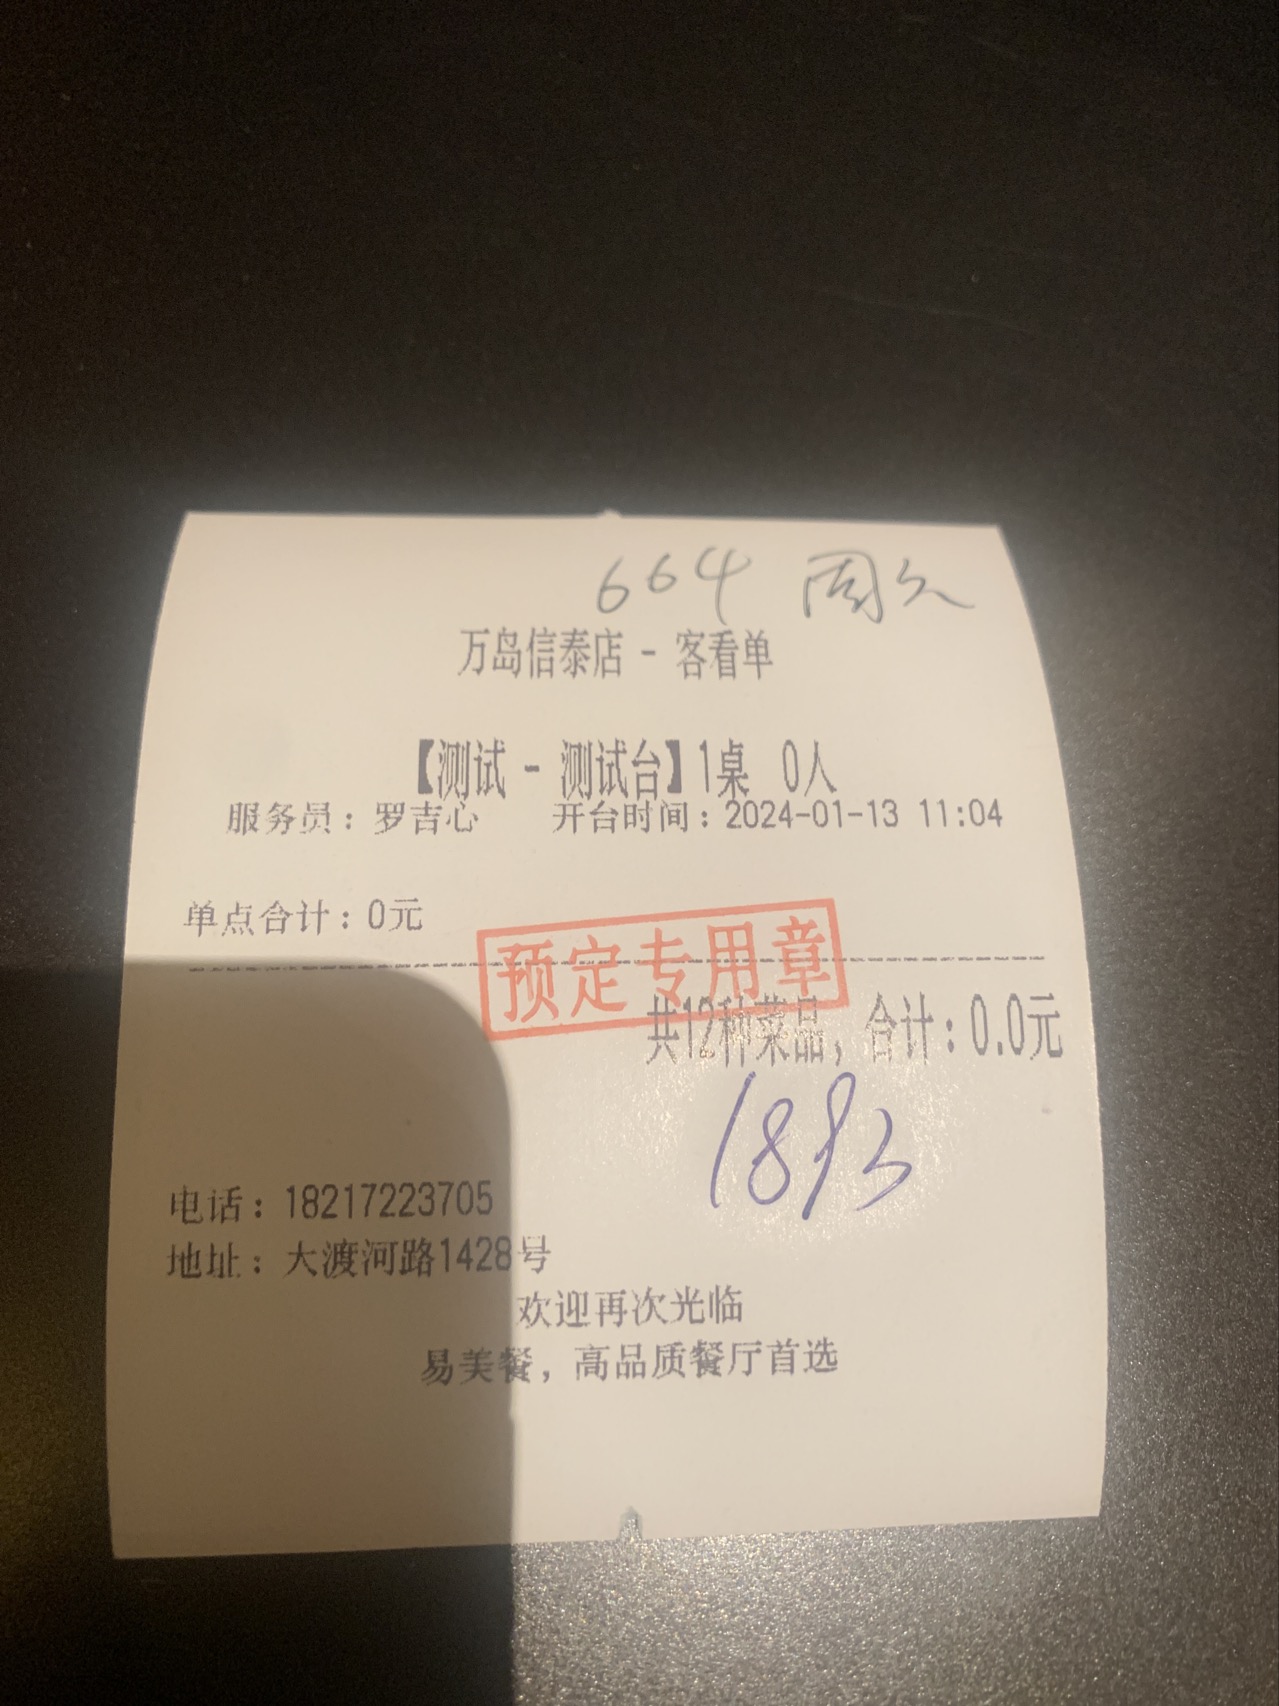 664 周久
万岛信泰店 - 客看单
【测试 - 测试台】1桌 0人
服务员：罗吉心 开台时间：2024-01-13 11:04
单点合计：0元
预定专用章
共12种菜品，合计：0.0元
189
电话：18217223705
地址：大渡河路1428号
欢迎再次光临
易美餐，高品质餐厅首选